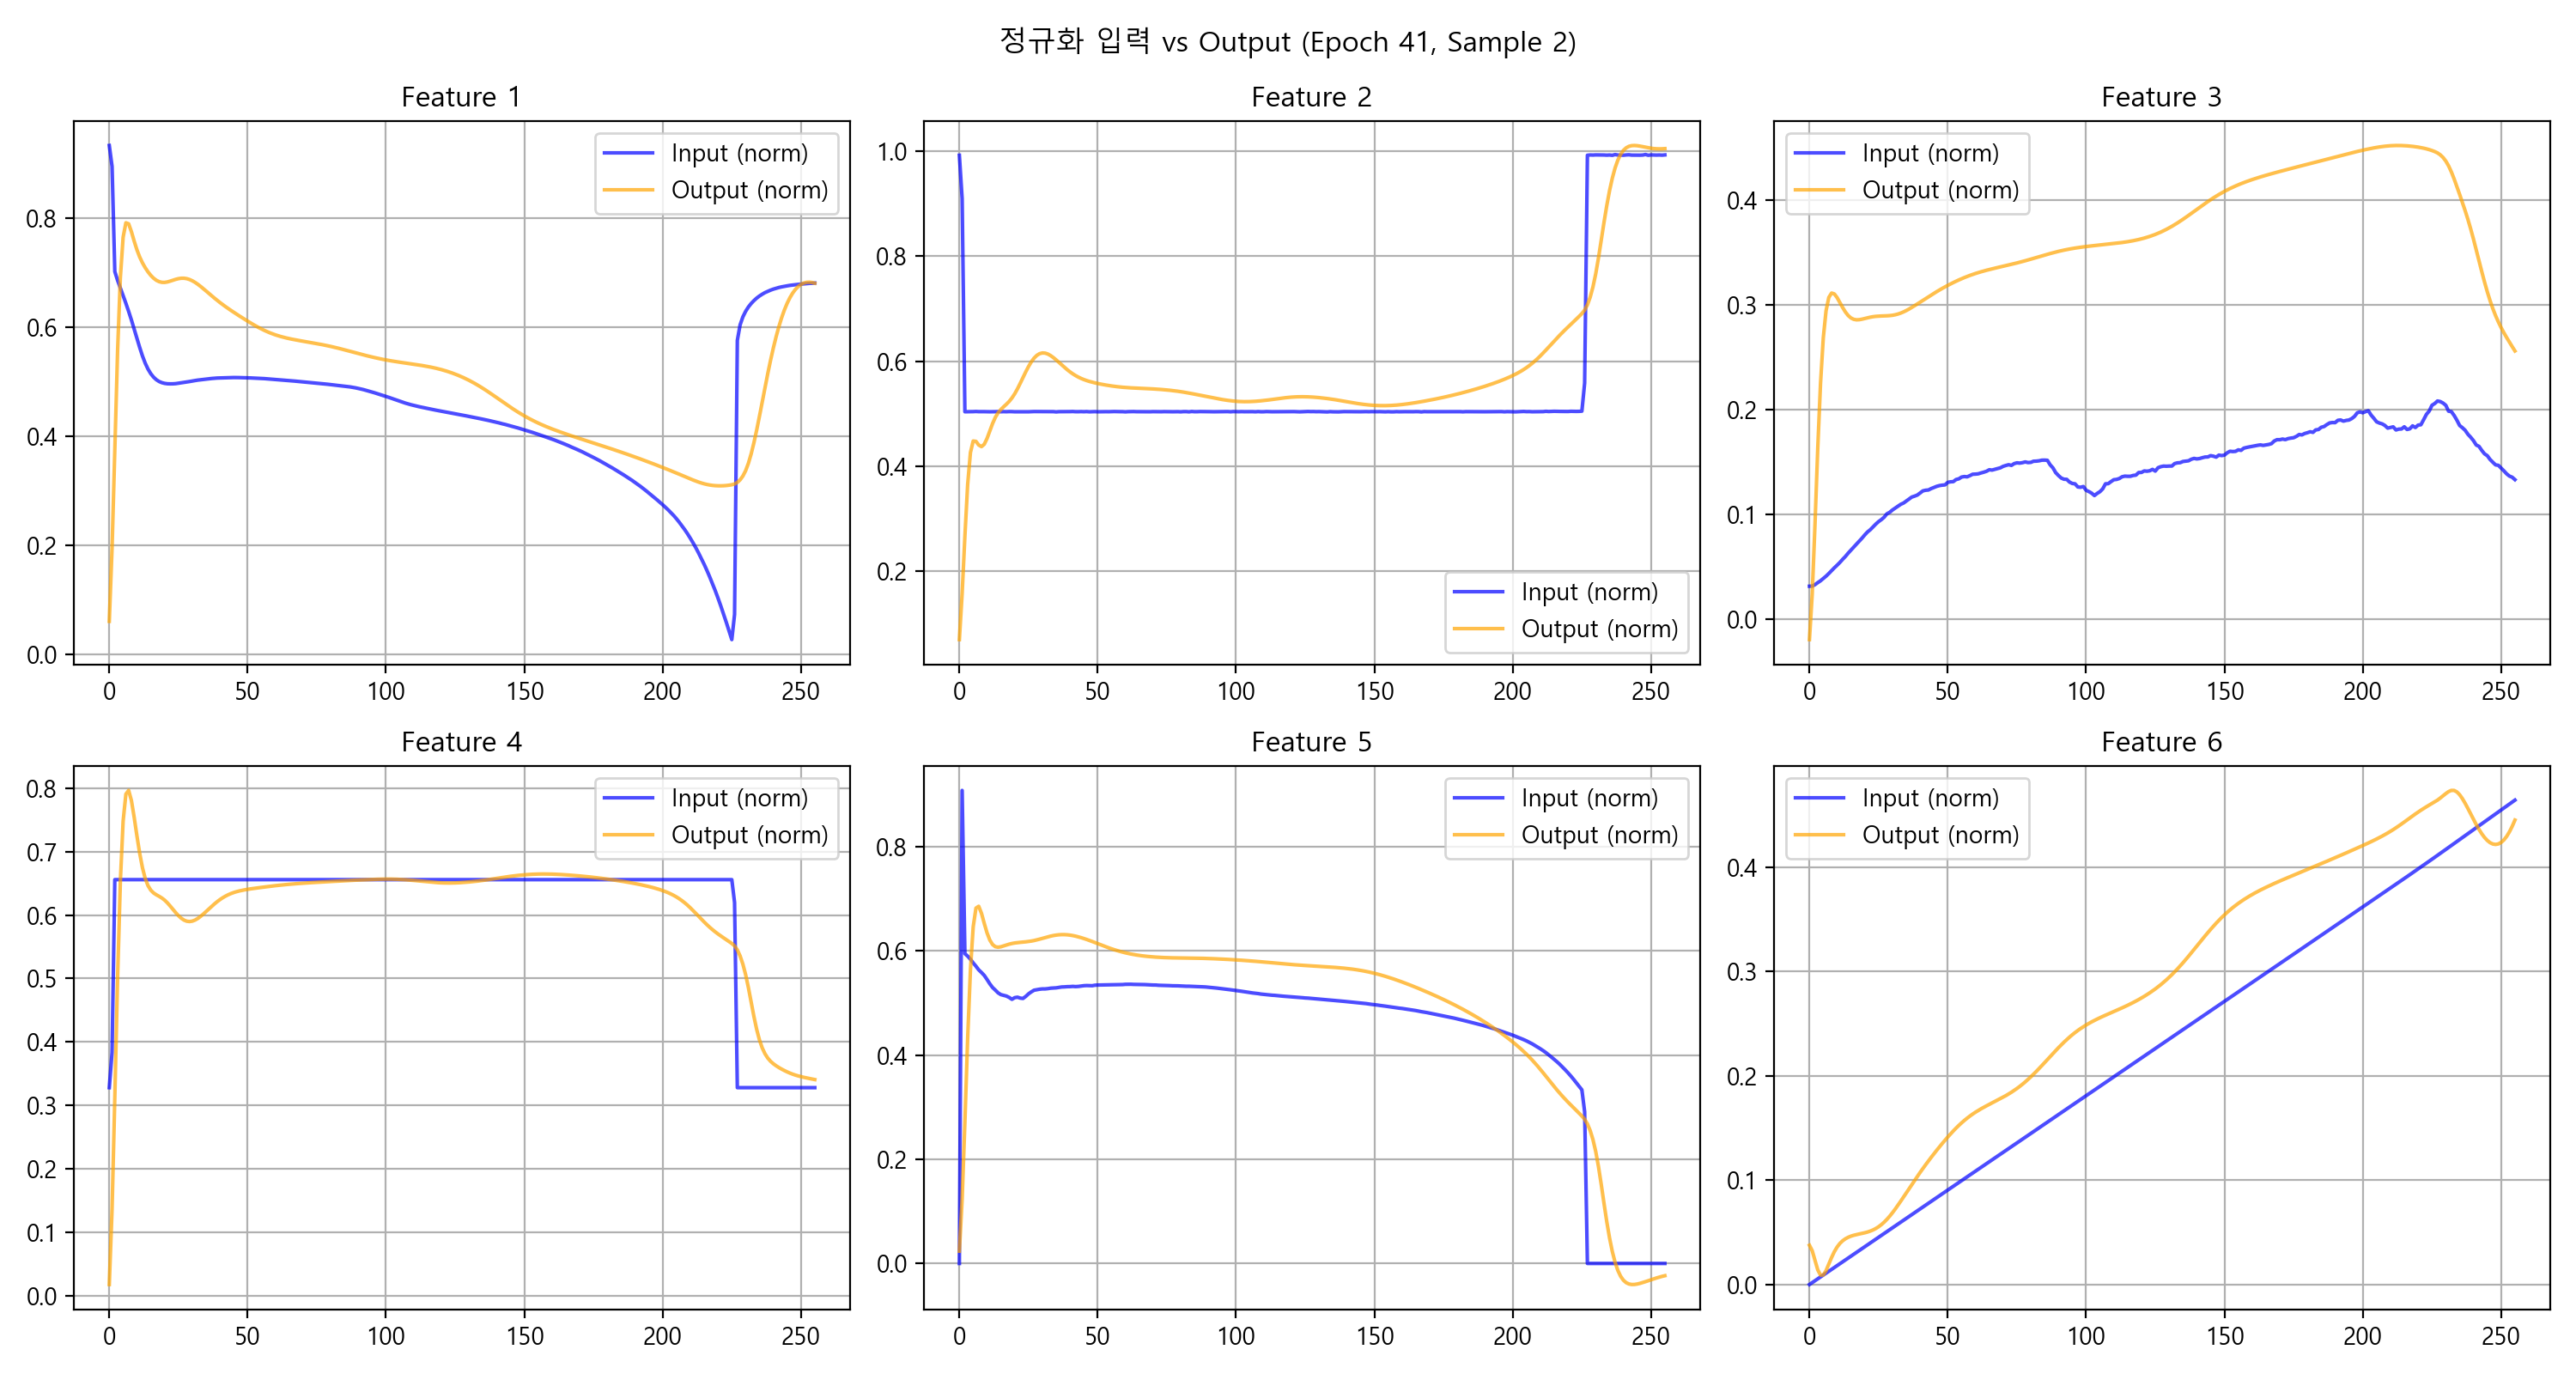 정규화 입력 vs Output (Epoch 41, Sample 2)
Feature 1
Input (norm)
Output (norm)
0.8
0.6
0.4
0.2
0.0
0 50 100 150 200 250
Feature 2
1.0
0.8
0.6
0.4
0.2
Input (norm)
Output (norm)
0 50 100 150 200 250
Feature 3
Input (norm)
Output (norm)
0.4
0.3
0.2
0.1
0.0
0 50 100 150 200 250
Feature 4
Input (norm)
Output (norm)
0.8
0.7
0.6
0.5
0.4
0.3
0.2
0.1
0.0
0 50 100 150 200 250
Feature 5
Input (norm)
Output (norm)
0.8
0.6
0.4
0.2
0.0
0 50 100 150 200 250
Feature 6
Input (norm)
Output (norm)
0.4
0.3
0.2
0.1
0.0
0 50 100 150 200 250